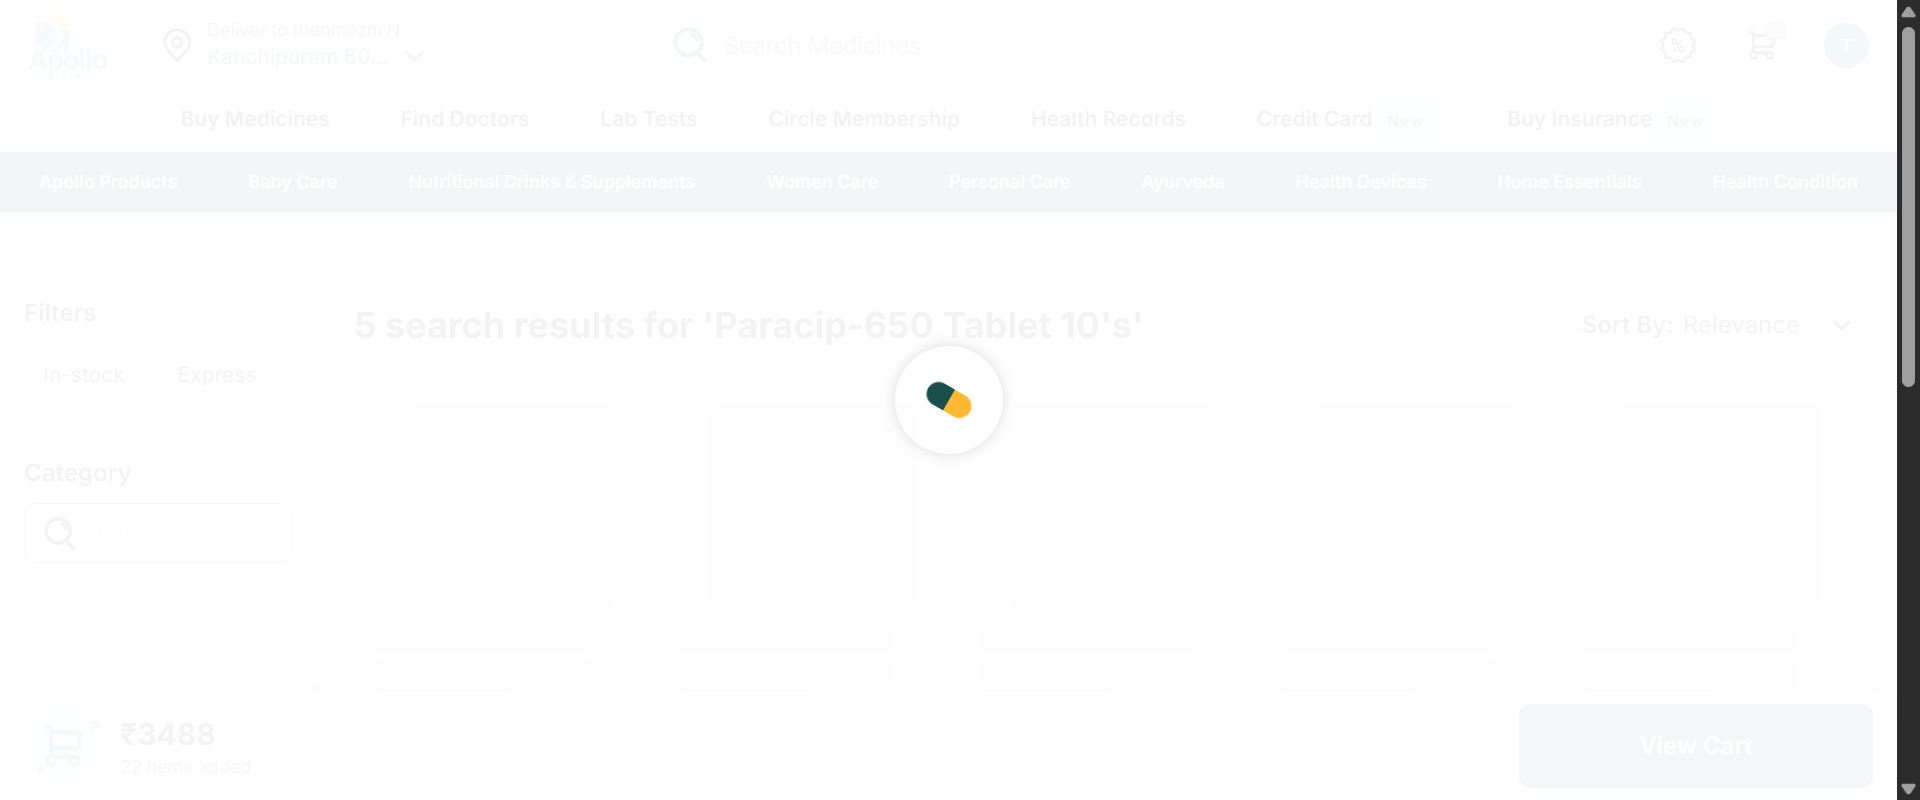 Apollo
Deliver to thenmozhi N
Kanchipuram 60...
Search Medicines
T
Buy Medicines
Find Doctors
Lab Tests
Circle Membership
Health Records
Credit Card New
Buy Insurance New
Apollo Products
Baby Care
Nutritional Drinks & Supplements
Women Care
Personal Care
Ayurveda
Health Devices
Home Essentials
Health Condition
Filters
In-stock
Express
Category
Name
5 search results for 'Paracip-650 Tablet 10's'
Sort By: Relevance
₹3488
22 Items added
View Cart